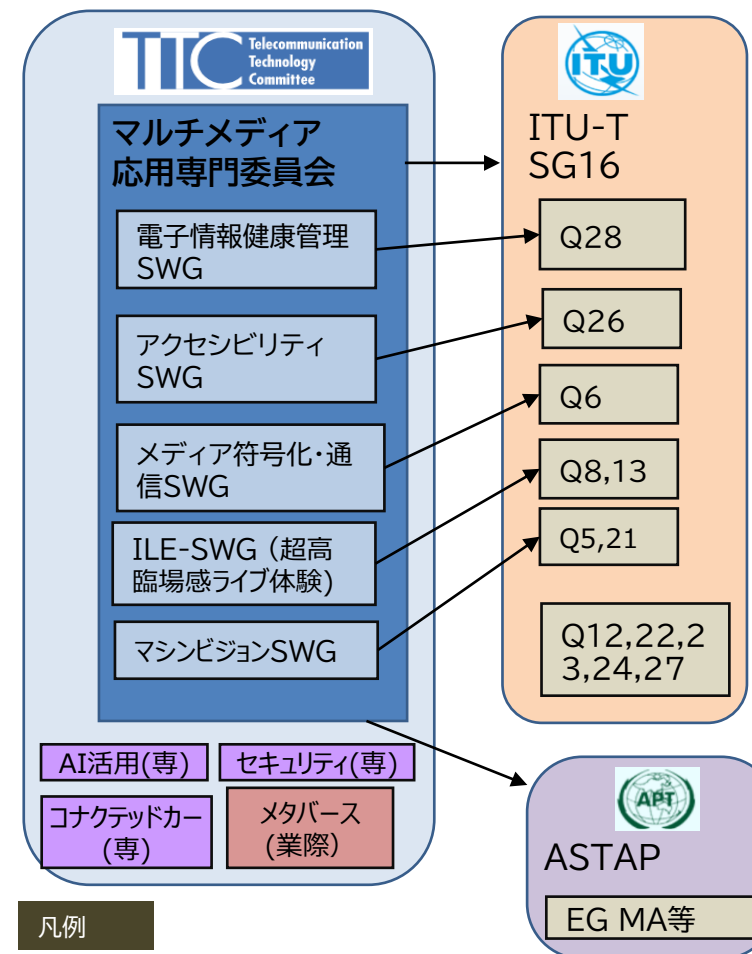 TTC Telecommunication
Technology
Committee
マルチメディア
応用専門委員会
電子情報健康管理
SWG
アクセシビリティ
SWG
メディア符号化・通
信SWG
ILE-SWG（超高
臨場感ライブ体験)
マシンビジョンSWG
AI活用(専)
セキュリティ(専)
コナクテッドカー
(専)
メタバース
(業際）
凡例
ITU
ITU-T
SG16
Q28
Q26
Q6
Q8,13
Q5,21
Q12,22,2
3,24,27
APT
ASTAP
EG MA等